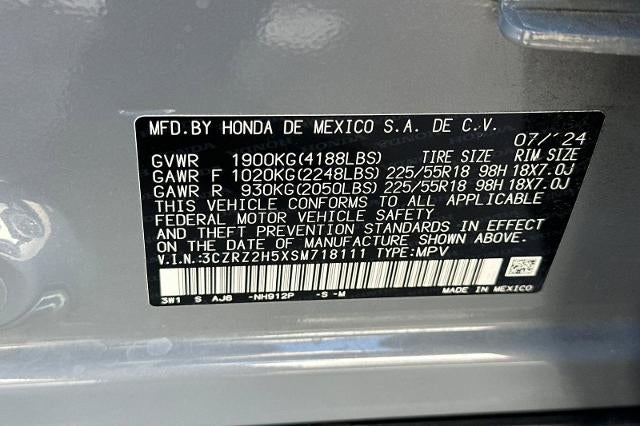 MFD.BY HONDA DE MEXICO S.A. DE C.V. 07/'24
GVWR 1900KG(4188LBS) TIRE SIZE RIM SIZE
GAWR F 1020KG(2248LBS) 225/55R18 98H 18X7.0J
GAWR R 930KG(2050LBS) 225/55R18 98H 18X7.0J
THIS VEHICLE CONFORMS TO ALL APPLICABLE
FEDERAL MOTOR VEHICLE SAFETY
AND THEFT PREVENTION STANDARDS IN EFFECT
ON THE DATE OF MANUFACTURE SHOWN ABOVE.
V.I.N.:3CZRZ2H5XSM718111 TYPE:MPV
3W1 S AJ6 -NH912P -S -M
MADE IN MEXICO